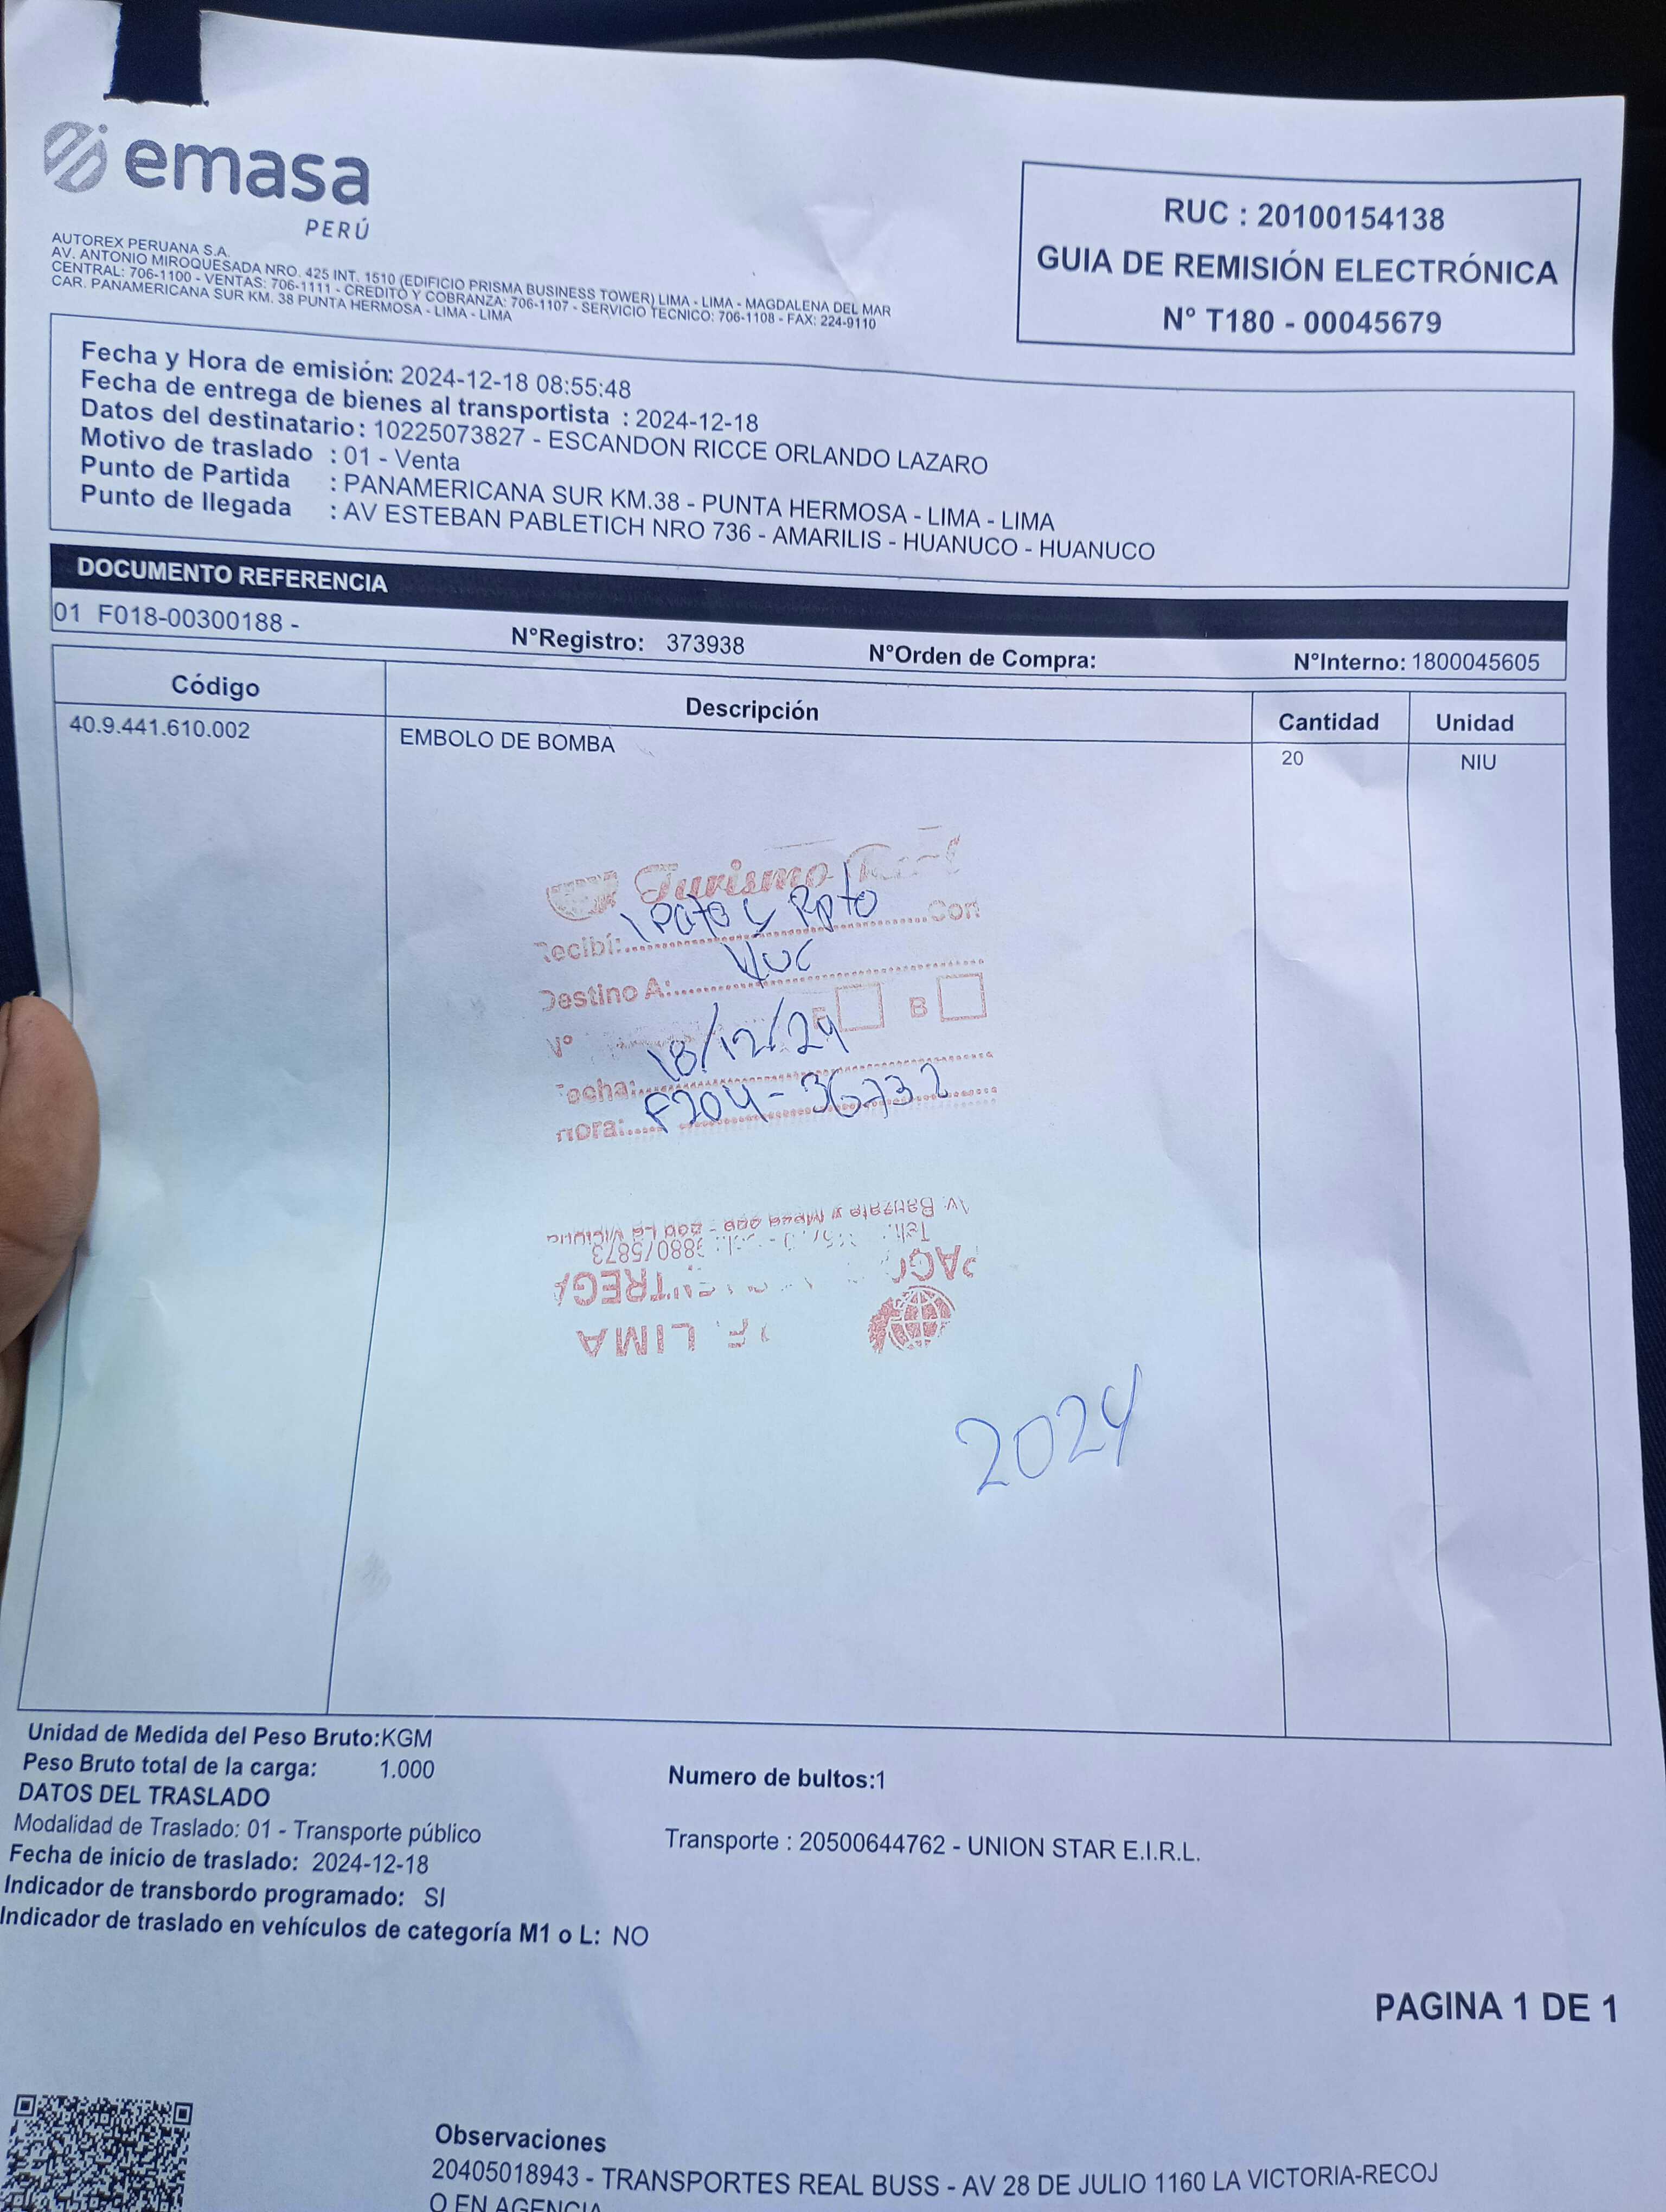 emasa
PERÚ
AUTOREX PERUANA S.A.
AV. ANTONIO MIROQUESADA NRO. 425 INT. 1510 (EDIFICIO PRISMA BUSINESS TOWER) LIMA - LIMA - MAGDALENA DEL MAR
CENTRAL: 706-1100 - VENTAS: 706-1111 - CREDITO Y COBRANZA: 706-1107 - SERVICIO TECNICO: 706-1108 - FAX: 224-9110
CAR. PANAMERICANA SUR KM. 38 PUNTA HERMOSA - LIMA - LIMA
RUC : 20100154138
GUIA DE REMISIÓN ELECTRÓNICA
N° T180 - 00045679
Fecha y Hora de emisión: 2024-12-18 08:55:48
Fecha de entrega de bienes al transportista : 2024-12-18
Datos del destinatario : 10225073827 - ESCANDON RICCE ORLANDO LAZARO
Motivo de traslado : 01 - Venta
Punto de Partida : PANAMERICANA SUR KM.38 - PUNTA HERMOSA - LIMA - LIMA
Punto de llegada : AV ESTEBAN PABLETICH NRO 736 - AMARILIS - HUANUCO - HUANUCO
DOCUMENTO REFERENCIA
01 F018-00300188 - N°Registro: 373938 N°Orden de Compra: N°Interno: 1800045605
Código Descripción Cantidad Unidad
40.9.441.610.002 EMBOLO DE BOMBA 20 NIU
Turismo
Recibí: y Rpto Con
Destino A:
N° B
Fecha: 18/12/24
Hora: F204-36732
LIMA
2024
Unidad de Medida del Peso Bruto:KGM
Peso Bruto total de la carga: 1.000 Numero de bultos:1
DATOS DEL TRASLADO
Modalidad de Traslado: 01 - Transporte público Transporte : 20500644762 - UNION STAR E.I.R.L.
Fecha de inicio de traslado: 2024-12-18
Indicador de transbordo programado: SI
Indicador de traslado en vehículos de categoría M1 o L: NO
PAGINA 1 DE 1
Observaciones
20405018943 - TRANSPORTES REAL BUSS - AV 28 DE JULIO 1160 LA VICTORIA-RECOJ
O EN AGENCIA